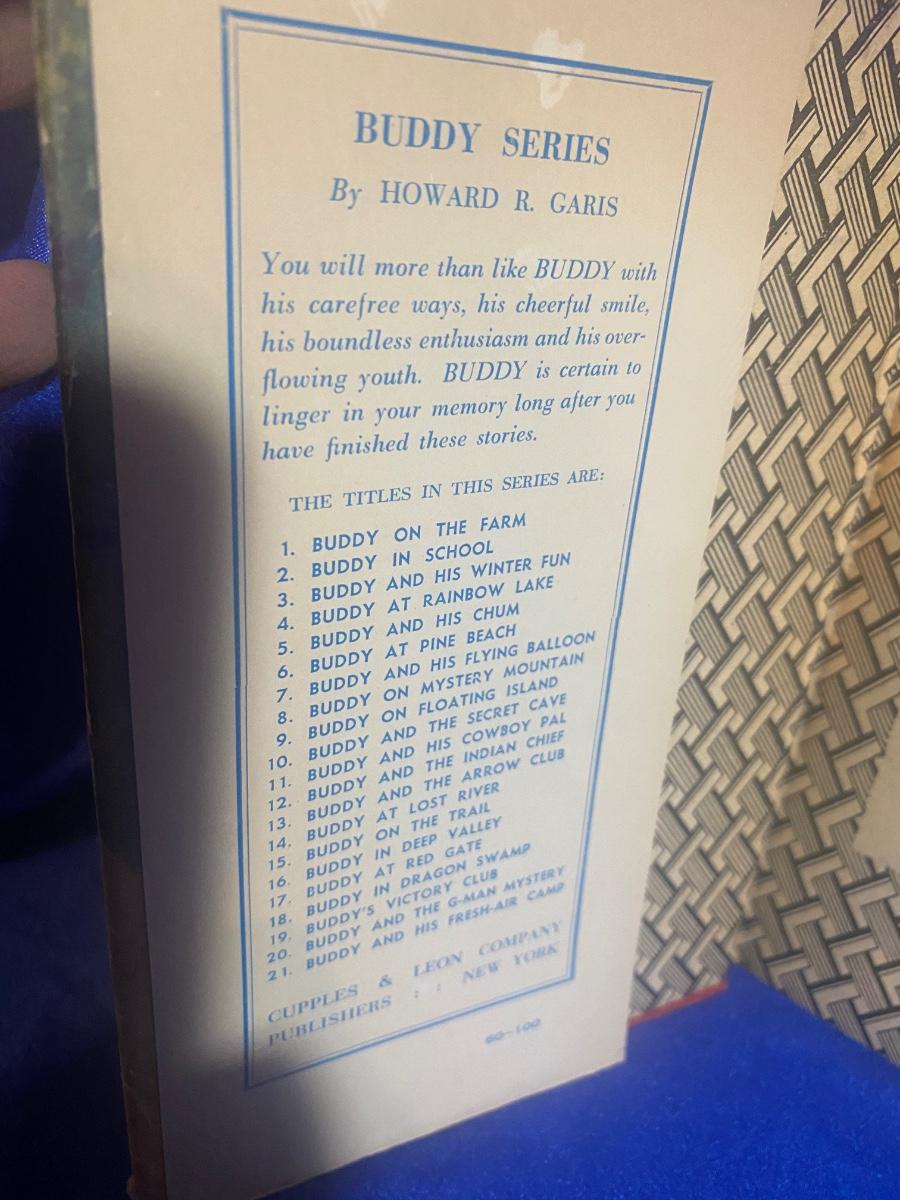 BUDDY SERIES
By HOWARD R. GARIS
You will more than like BUDDY with
his carefree ways, his cheerful smile,
his boundless enthusiasm and his over-
flowing youth. BUDDY is certain to
linger in your memory long after you
have finished these stories.
THE TITLES IN THIS SERIES ARE:
1. BUDDY ON THE FARM
2. BUDDY IN SCHOOL
3. BUDDY AND HIS WINTER FUN
4. BUDDY AT RAINBOW LAKE
5. BUDDY AND HIS CHUM
6. BUDDY AT PINE BEACH
7. BUDDY AND HIS FLYING BALLOON
8. BUDDY ON MYSTERY MOUNTAIN
9. BUDDY ON FLOATING ISLAND
10. BUDDY AND THE SECRET CAVE
11. BUDDY AND HIS COWBOY PAL
12. BUDDY AND THE INDIAN CHIEF
13. BUDDY AND THE ARROW CLUB
14. BUDDY AT LOST RIVER
15. BUDDY ON THE TRAIL
16. BUDDY IN DEEP VALLEY
17. BUDDY AT RED GATE
18. BUDDY IN DRAGON SWAMP
19. BUDDY'S VICTORY CLUB
20. BUDDY AND THE G-MAN MYSTERY
21. BUDDY AND HIS FRESH-AIR CAMP
CUPPLES & LEON COMPANY
PUBLISHERS : : NEW YORK
60-100